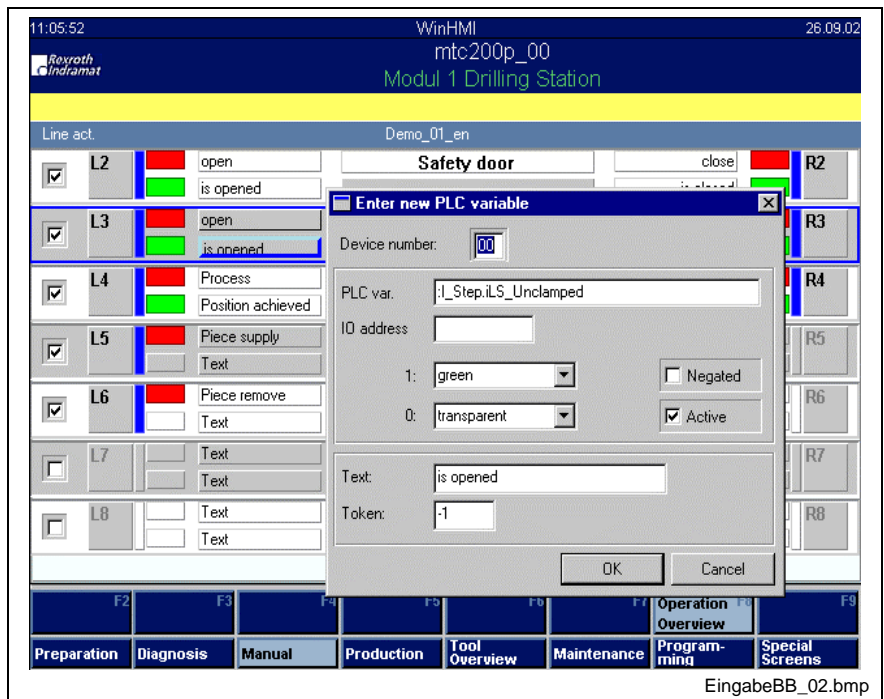 11:05:52 WinHMI 26.09.02
Rexroth
Indramat
mtc200p_00
Modul 1 Drilling Station
Line act. Demo_01_en
L2 open Safety door close R2
is opened is closed
Enter new PLC variable
L3 open R3
is opened
Device number: 00
L4 Process R4
Position achieved
PLC var. :I_Step.iLS_Unclamped
IO address
L5 Piece supply R5
Text
1: green Negated
L6 Piece remove R6
Text
0: transparent Active
L7 Text R7
Text
Text: is opened
L8 Text R8
Text
Token: -1
OK Cancel
F2 F3 F4 F5 F6 F7 F8 F9
Operation
Overview
Preparation Diagnosis Manual Production Tool
Overview Maintenance Program-
ming Special
Screens
EingabeBB_02.bmp